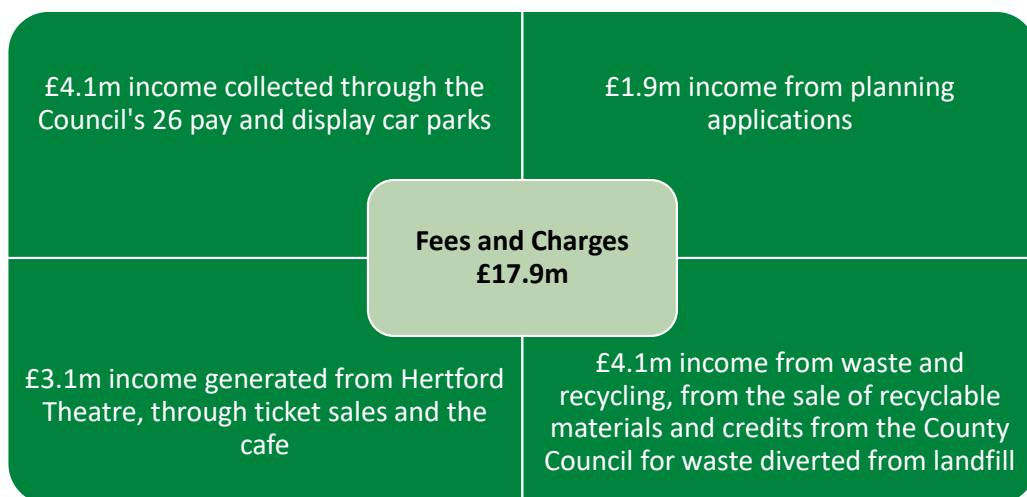 £4.1m income collected through the
Council's 26 pay and display car parks
£1.9m income from planning
applications
Fees and Charges
£17.9m
£3.1m income generated from Hertford
Theatre, through ticket sales and the
cafe
£4.1m income from waste and
recycling, from the sale of recyclable
materials and credits from the County
Council for waste diverted from landfill